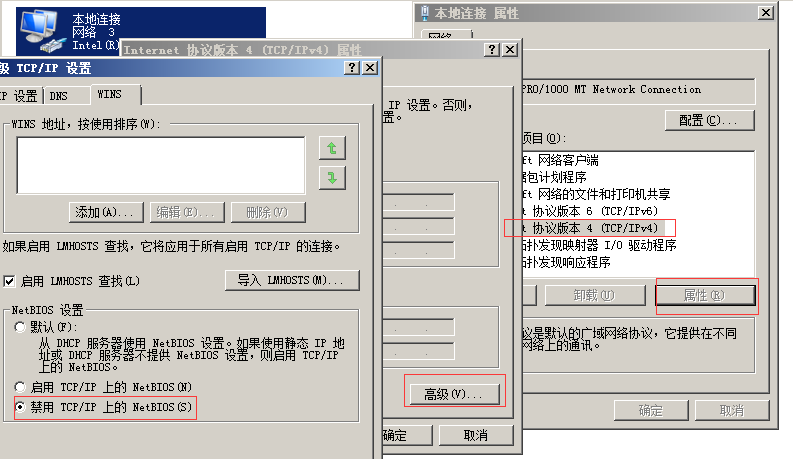 本地连接
网络 3
Intel(R)
本地连接 属性
网络
Internet 协议版本 4 (TCP/IPv4) 属性
级 TCP/IP 设置
IP 设置
DNS
WINS
WINS 地址，按使用排序(W):
添加(A)...
编辑(E)...
删除(V)
如果启用 LMHOSTS 查找，它将应用于所有启用 TCP/IP 的连接。
启用 LMHOSTS 查找(L)
导入 LMHOSTS(M)...
NetBIOS 设置
默认(F):
从 DHCP 服务器使用 NetBIOS 设置。如果使用静态 IP 地
址或 DHCP 服务器不提供 NetBIOS 设置，则启用 TCP/IP
上的 NetBIOS。
启用 TCP/IP 上的 NetBIOS(N)
禁用 TCP/IP 上的 NetBIOS(S)
IP 设置。否则，
置。
高级(V)...
确定
取消
PRO/1000 MT Network Connection
配置(C)...
项目(O):
ft 网络客户端
据包计划程序
ft 网络的文件和打印机共享
t 协议版本 6 (TCP/IPv6)
t 协议版本 4 (TCP/IPv4)
拓扑发现映射器 I/O 驱动程序
拓扑发现响应程序
卸载(U)
属性(R)
议是默认的广域网络协议，它提供在不同
网络上的通讯。
确定
取消